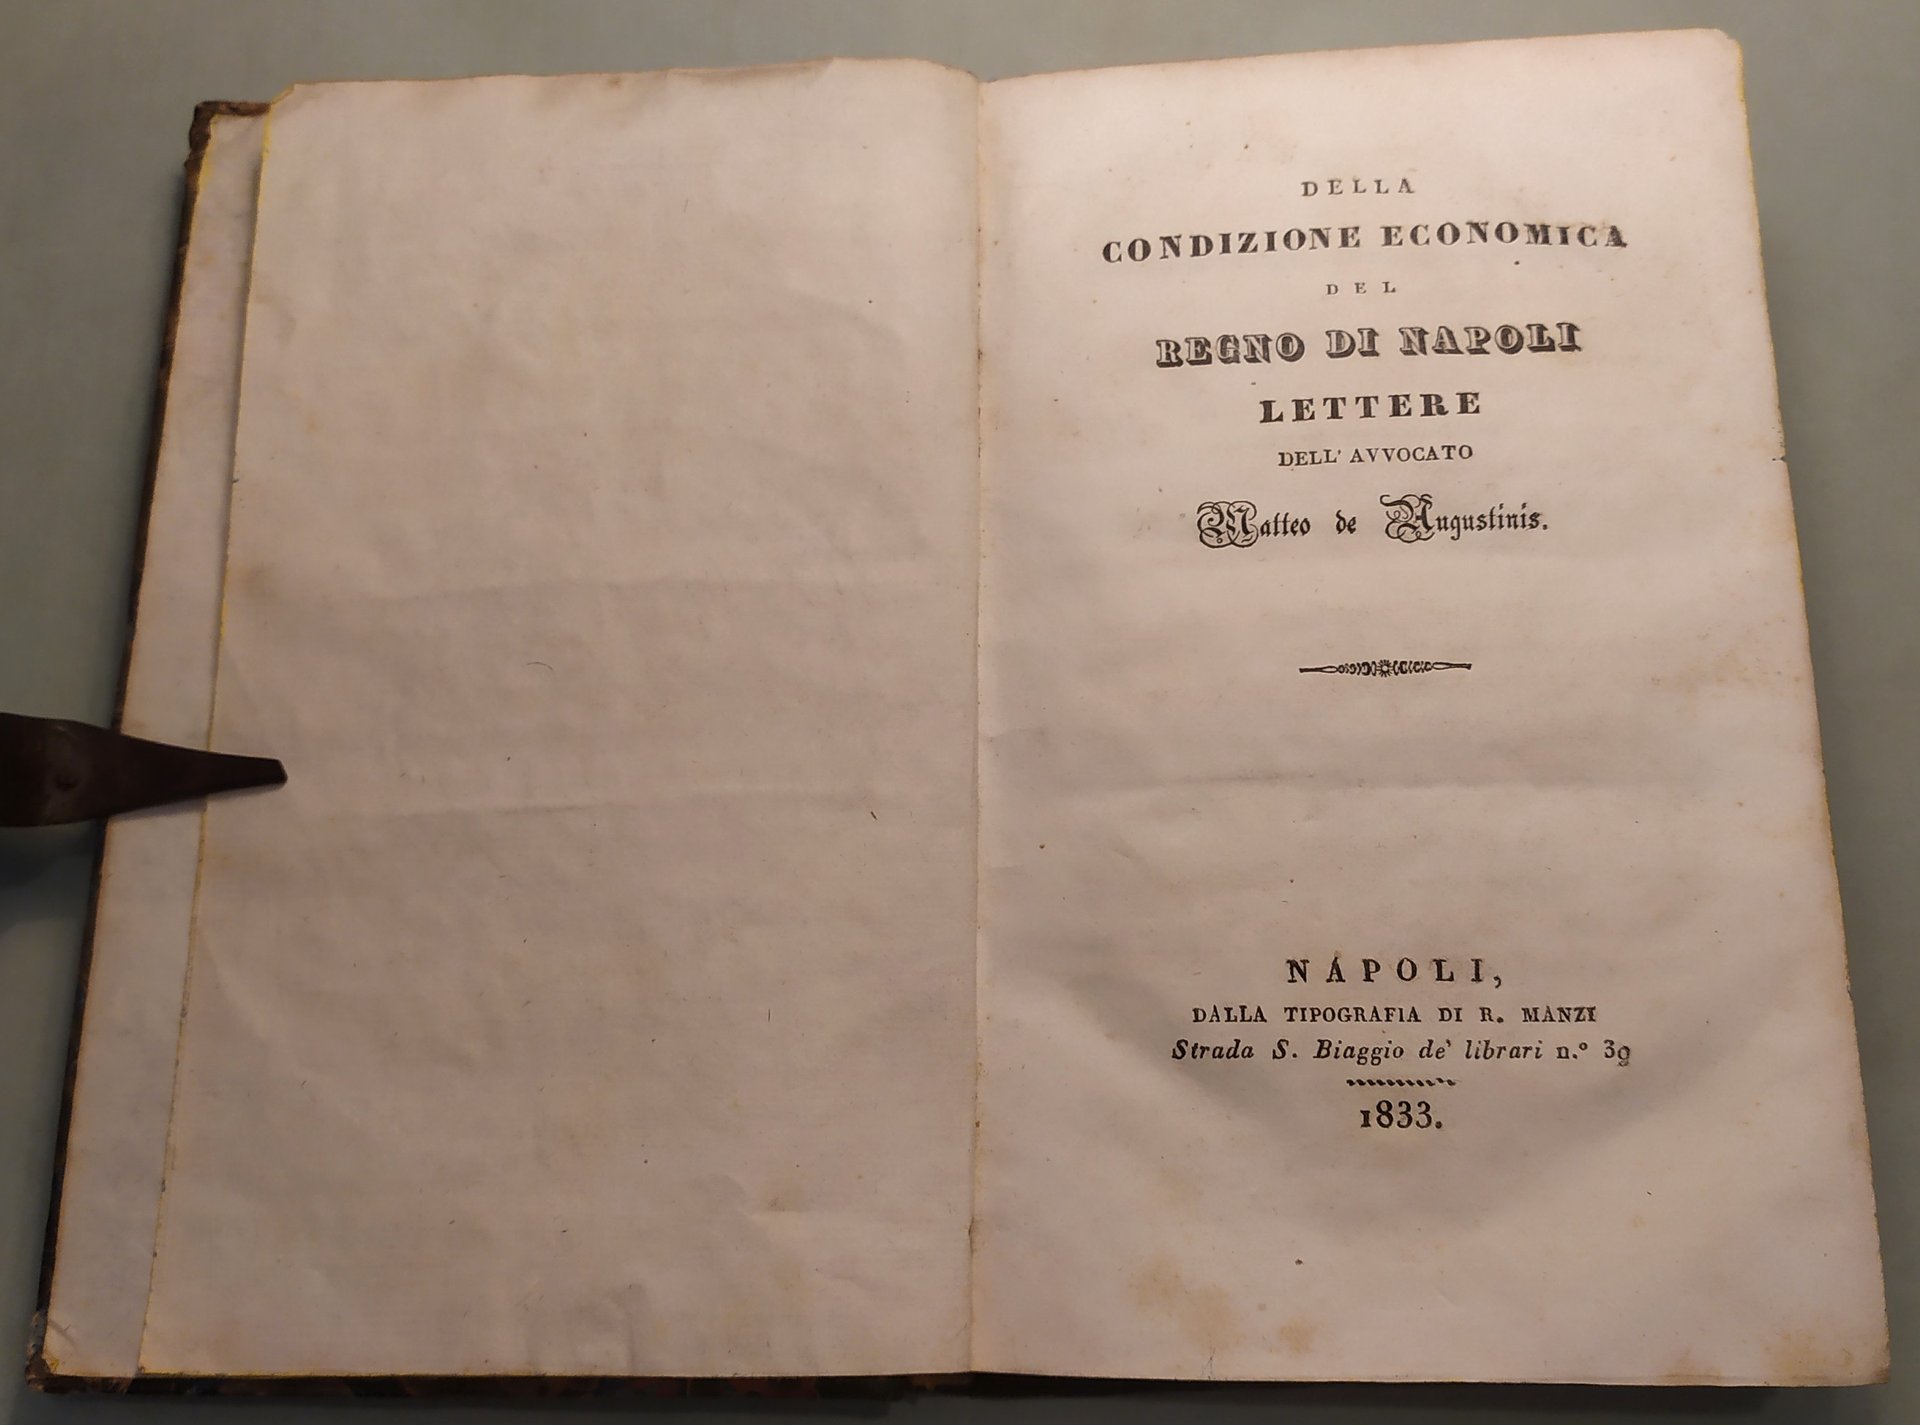 DELLA
CONDIZIONE ECONOMICA
DEL
REGNO DI NAPOLI
LETTERE
DELL' AVVOCATO
Matteo de Augustinis.
NAPOLI,
DALLA TIPOGRAFIA DI R. MANZI
Strada S. Biaggio de' librari n.º 39
1833.